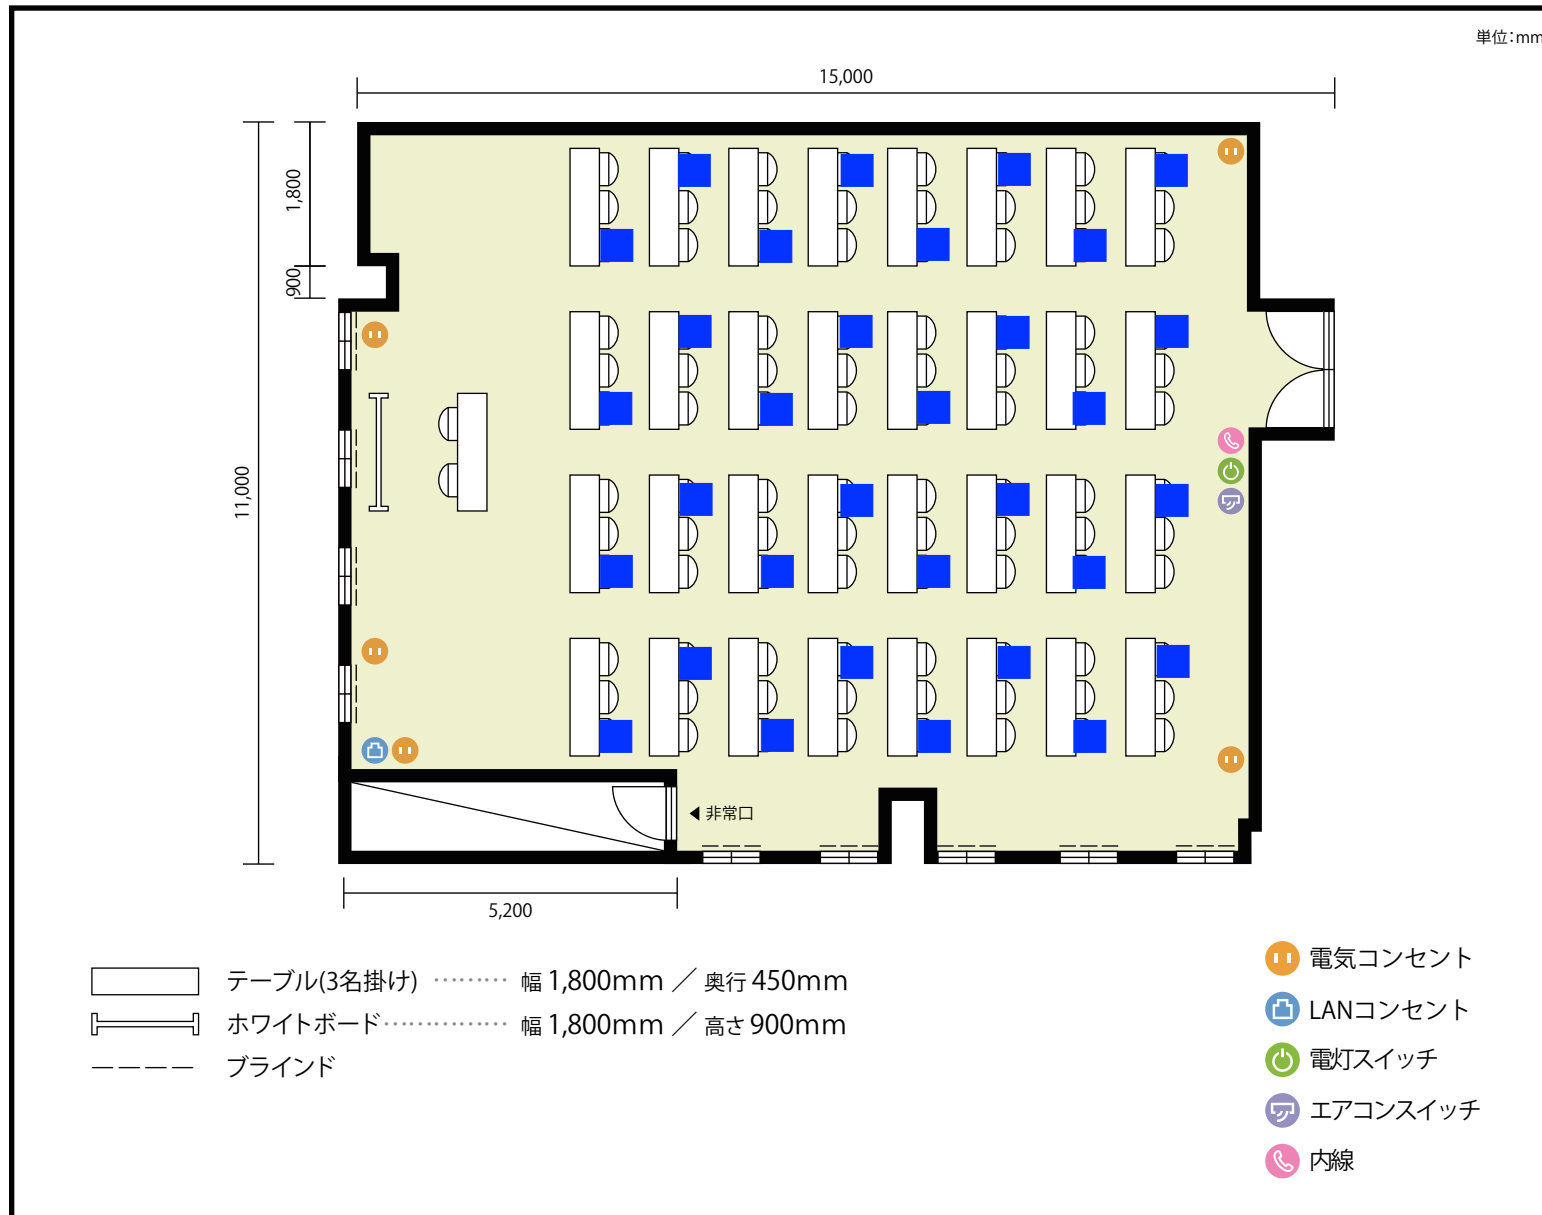 単位:mm
15,000
1,800
900
11,000
非常口
5,200
テーブル(3名掛け) ········· 幅 1,800mm ／ 奥行 450mm
ホワイトボード··············· 幅 1,800mm ／ 高さ 900mm
ブラインド
電気コンセント
LANコンセント
電灯スイッチ
エアコンスイッチ
内線